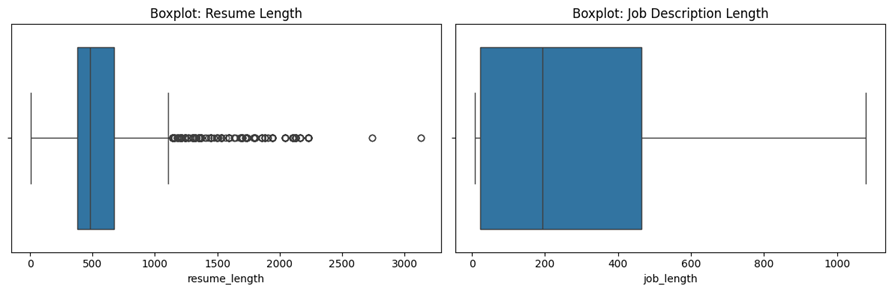 Boxplot: Resume Length
0 500 1000 1500 2000 2500 3000
resume_length
Boxplot: Job Description Length
0 200 400 600 800 1000
job_length